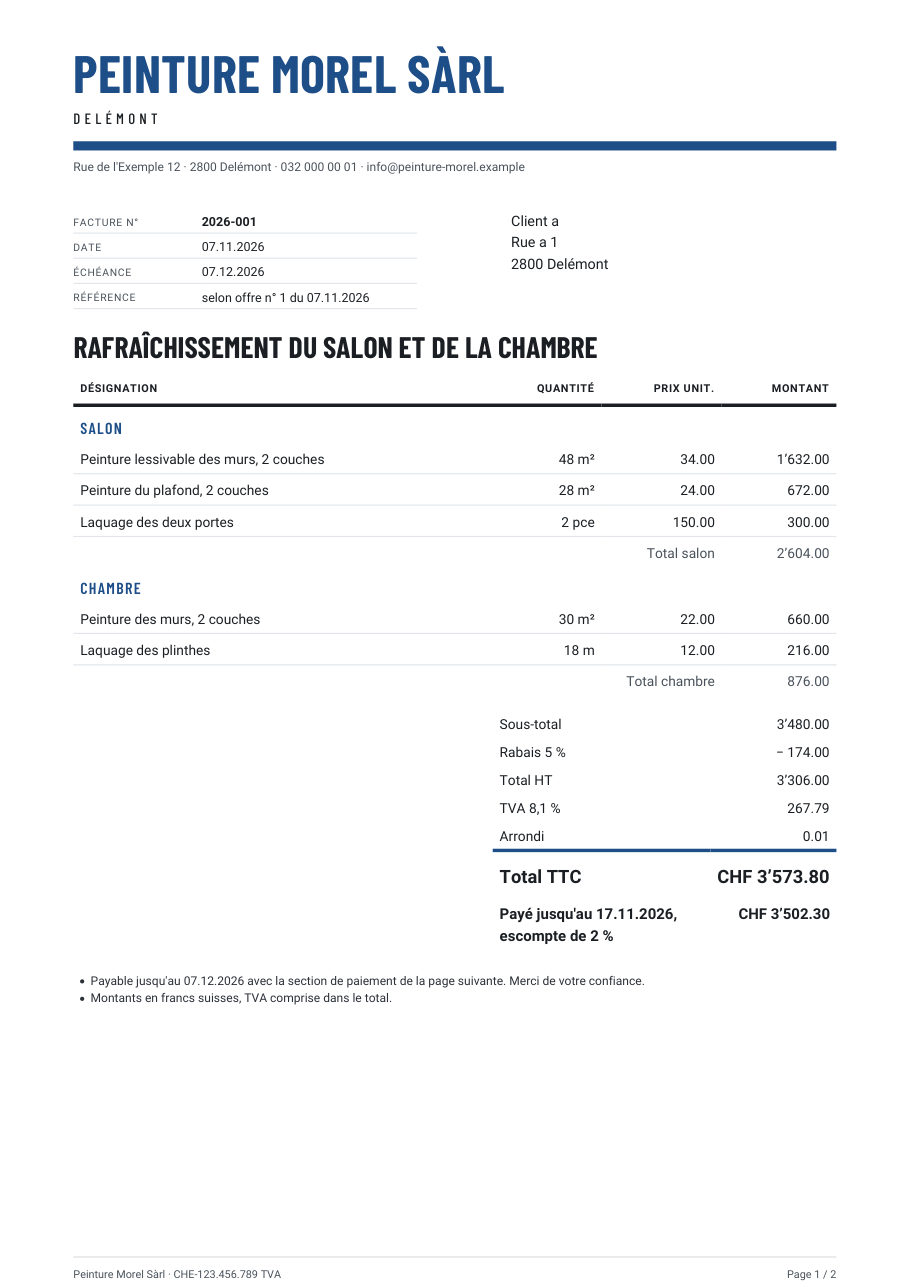 PEINTURE MOREL SÀRL
DELÉMONT
Rue de l'Exemple 12 · 2800 Delémont · 032 000 00 01 · info@peinture-morel.example
FACTURE N° 2026-001
DATE 07.11.2026
ÉCHÉANCE 07.12.2026
RÉFÉRENCE selon offre n° 1 du 07.11.2026
Client a
Rue a 1
2800 Delémont
RAFRAÎCHISSEMENT DU SALON ET DE LA CHAMBRE
DÉSIGNATION QUANTITÉ PRIX UNIT. MONTANT
SALON
Peinture lessivable des murs, 2 couches 48 m² 34.00 1’632.00
Peinture du plafond, 2 couches 28 m² 24.00 672.00
Laquage des deux portes 2 pce 150.00 300.00
Total salon 2’604.00
CHAMBRE
Peinture des murs, 2 couches 30 m² 22.00 660.00
Laquage des plinthes 18 m 12.00 216.00
Total chambre 876.00
Sous-total 3’480.00
Rabais 5 % − 174.00
Total HT 3’306.00
TVA 8,1 % 267.79
Arrondi 0.01
Total TTC CHF 3’573.80
Payé jusqu'au 17.11.2026, CHF 3’502.30
escompte de 2 %
• Payable jusqu'au 07.12.2026 avec la section de paiement de la page suivante. Merci de votre confiance.
• Montants en francs suisses, TVA comprise dans le total.
Peinture Morel Sàrl · CHE-123.456.789 TVA Page 1 / 2